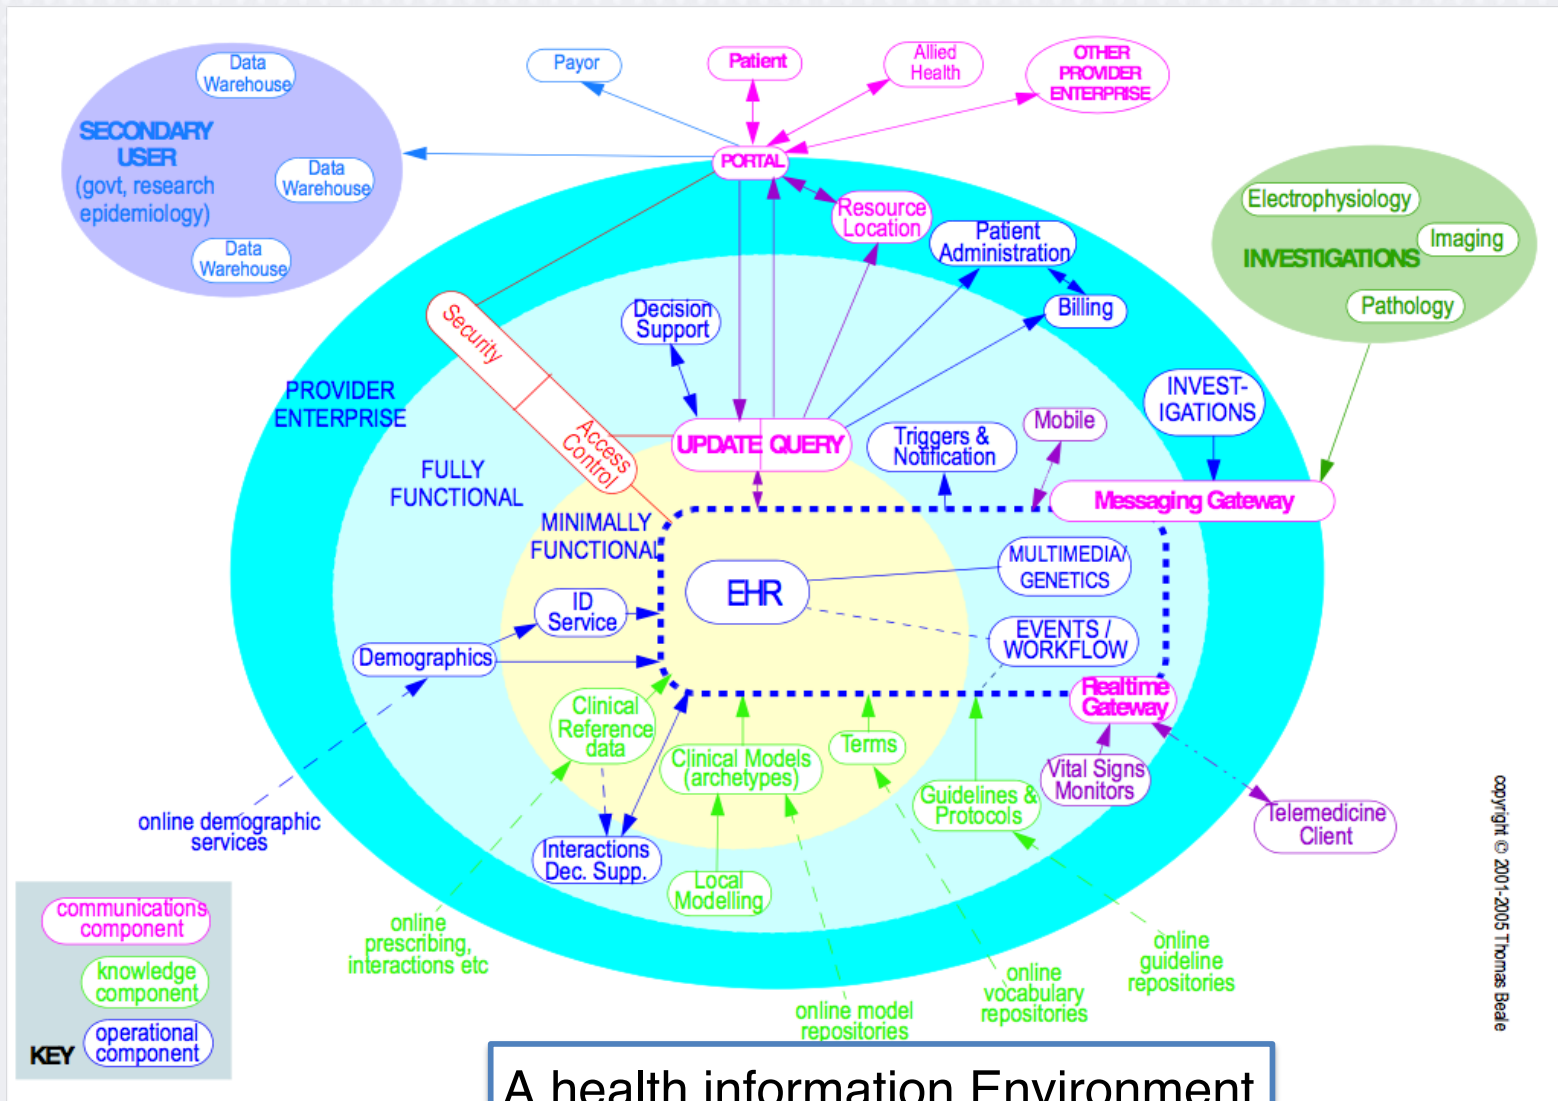 Data
Warehouse
SECONDARY
USER
(govt, research
epidemiology)
Data
Warehouse
Data
Warehouse
Payor
Patient
Allied
Health
OTHER
PROVIDER
ENTERPRISE
PORTAL
Resource
Location
Patient
Administration
Billing
Electrophysiology
Imaging
INVESTIGATIONS
Pathology
Security
Access
Control
Decision
Support
PROVIDER
ENTERPRISE
FULLY
FUNCTIONAL
MINIMALLY
FUNCTIONAL
UPDATE QUERY
Triggers &
Notification
Mobile
INVEST-
IGATIONS
Messaging Gateway
EHR
MULTIMEDIA/
GENETICS
EVENTS /
WORKFLOW
ID
Service
Demographics
Realtime
Gateway
Clinical
Reference
data
Clinical Models
(archetypes)
Terms
Guidelines &
Protocols
Vital Signs
Monitors
Telemedicine
Client
online demographic
services
Interactions
Dec. Supp.
Local
Modelling
online
prescribing,
interactions etc
online model
repositories
online
vocabulary
repositories
online
guideline
repositories
communications
component
knowledge
component
operational
component
KEY
copyright © 2001-2005 Thomas Beale
A health information Environment